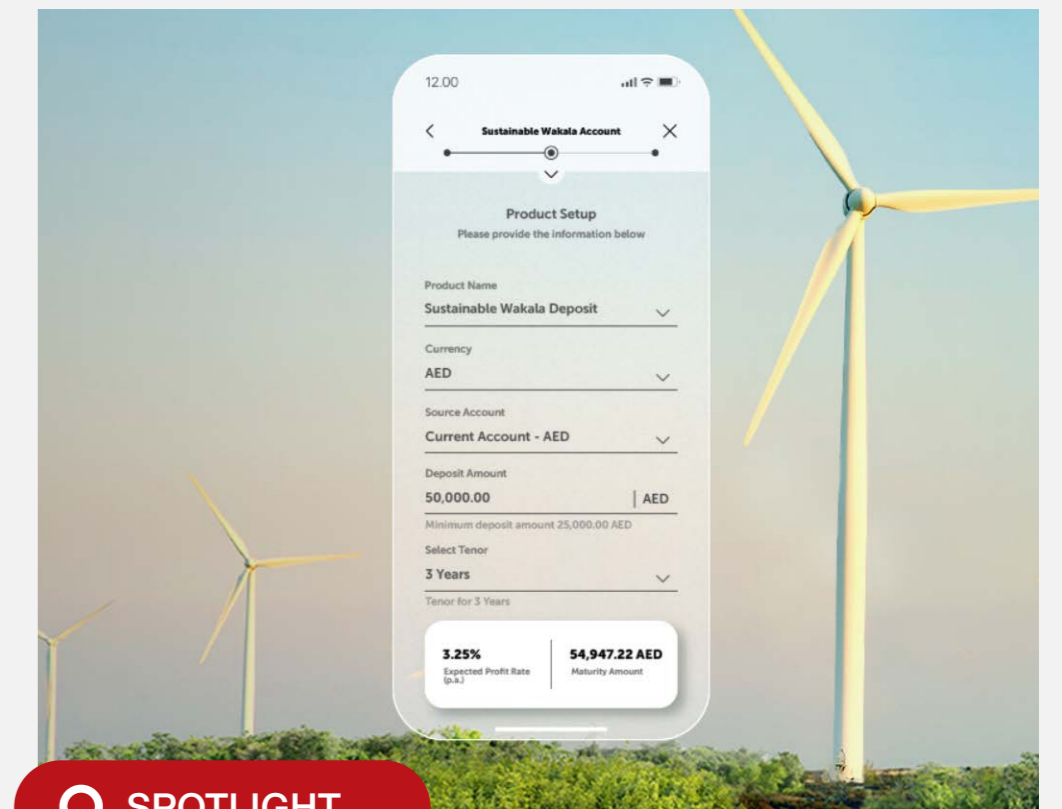 12.00
Sustainable Wakala Account
Product Setup
Please provide the information below
Product Name
Sustainable Wakala Deposit
Currency
AED
Source Account
Current Account - AED
Deposit Amount
50,000.00 | AED
Minimum deposit amount 25,000.00 AED
Select Tenor
3 Years
Tenor for 3 Years
3.25% 54,947.22 AED
Expected Profit Rate Maturity Amount
(p.a.)
SPOTLIGHT